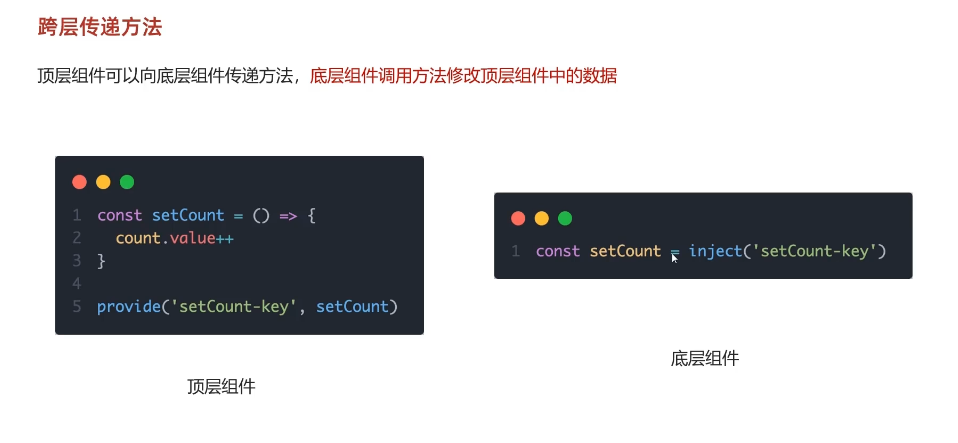 跨层传递方法
顶层组件可以向底层组件传递方法，底层组件调用方法修改顶层组件中的数据
1 const setCount = () => {
2   count.value++
3 }
4
5 provide('setCount-key', setCount)
顶层组件
1 const setCount = inject('setCount-key')
底层组件